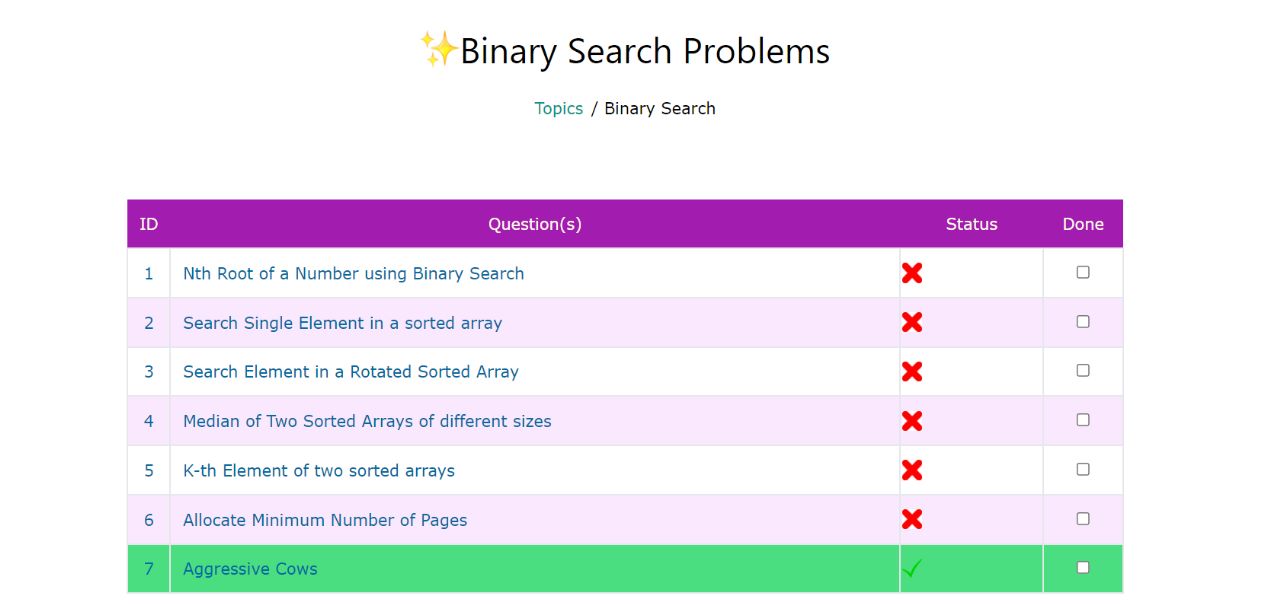 ✨Binary Search Problems
Topics / Binary Search
ID Question(s) Status Done
1 Nth Root of a Number using Binary Search
2 Search Single Element in a sorted array
3 Search Element in a Rotated Sorted Array
4 Median of Two Sorted Arrays of different sizes
5 K-th Element of two sorted arrays
6 Allocate Minimum Number of Pages
7 Aggressive Cows